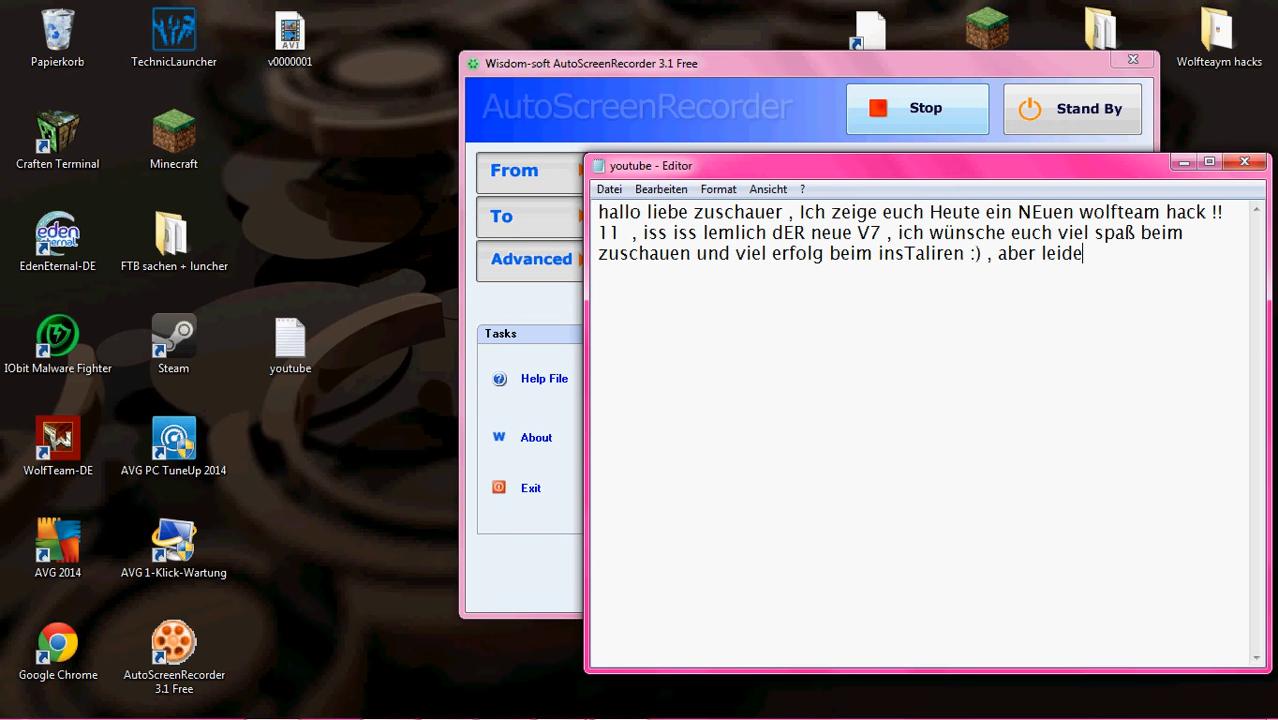 Papierkorb
TechnicLauncher
AVI
v0000001
Wolfteaym hacks
Craften Terminal
Minecraft
eden
eternal
EdenEternal-DE
FTB sachen + luncher
IObit Malware Fighter
Steam
youtube
WolfTeam-DE
AVG PC TuneUp 2014
AVG 2014
AVG 1-Klick-Wartung
Google Chrome
AutoScreenRecorder
3.1 Free
Wisdom-soft AutoScreenRecorder 3.1 Free
AutoScreenRecorder
Stop
Stand By
From
To
Advanced
Tasks
Help File
About
Exit
youtube - Editor
Datei Bearbeiten Format Ansicht ?
hallo liebe zuschauer , Ich zeige euch Heute ein NEuen wolfteam hack !!
11 , iss iss lemlich dER neue V7 , ich wünsche euch viel spaß beim
zuschauen und viel erfolg beim insTaliren :) , aber leide